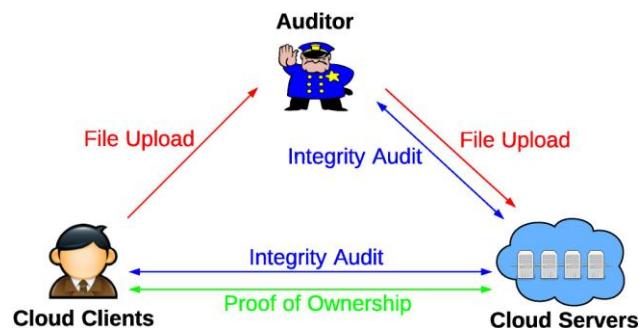 Auditor
File Upload
File Upload
Integrity Audit
Integrity Audit
Proof of Ownership
Cloud Clients
Cloud Servers